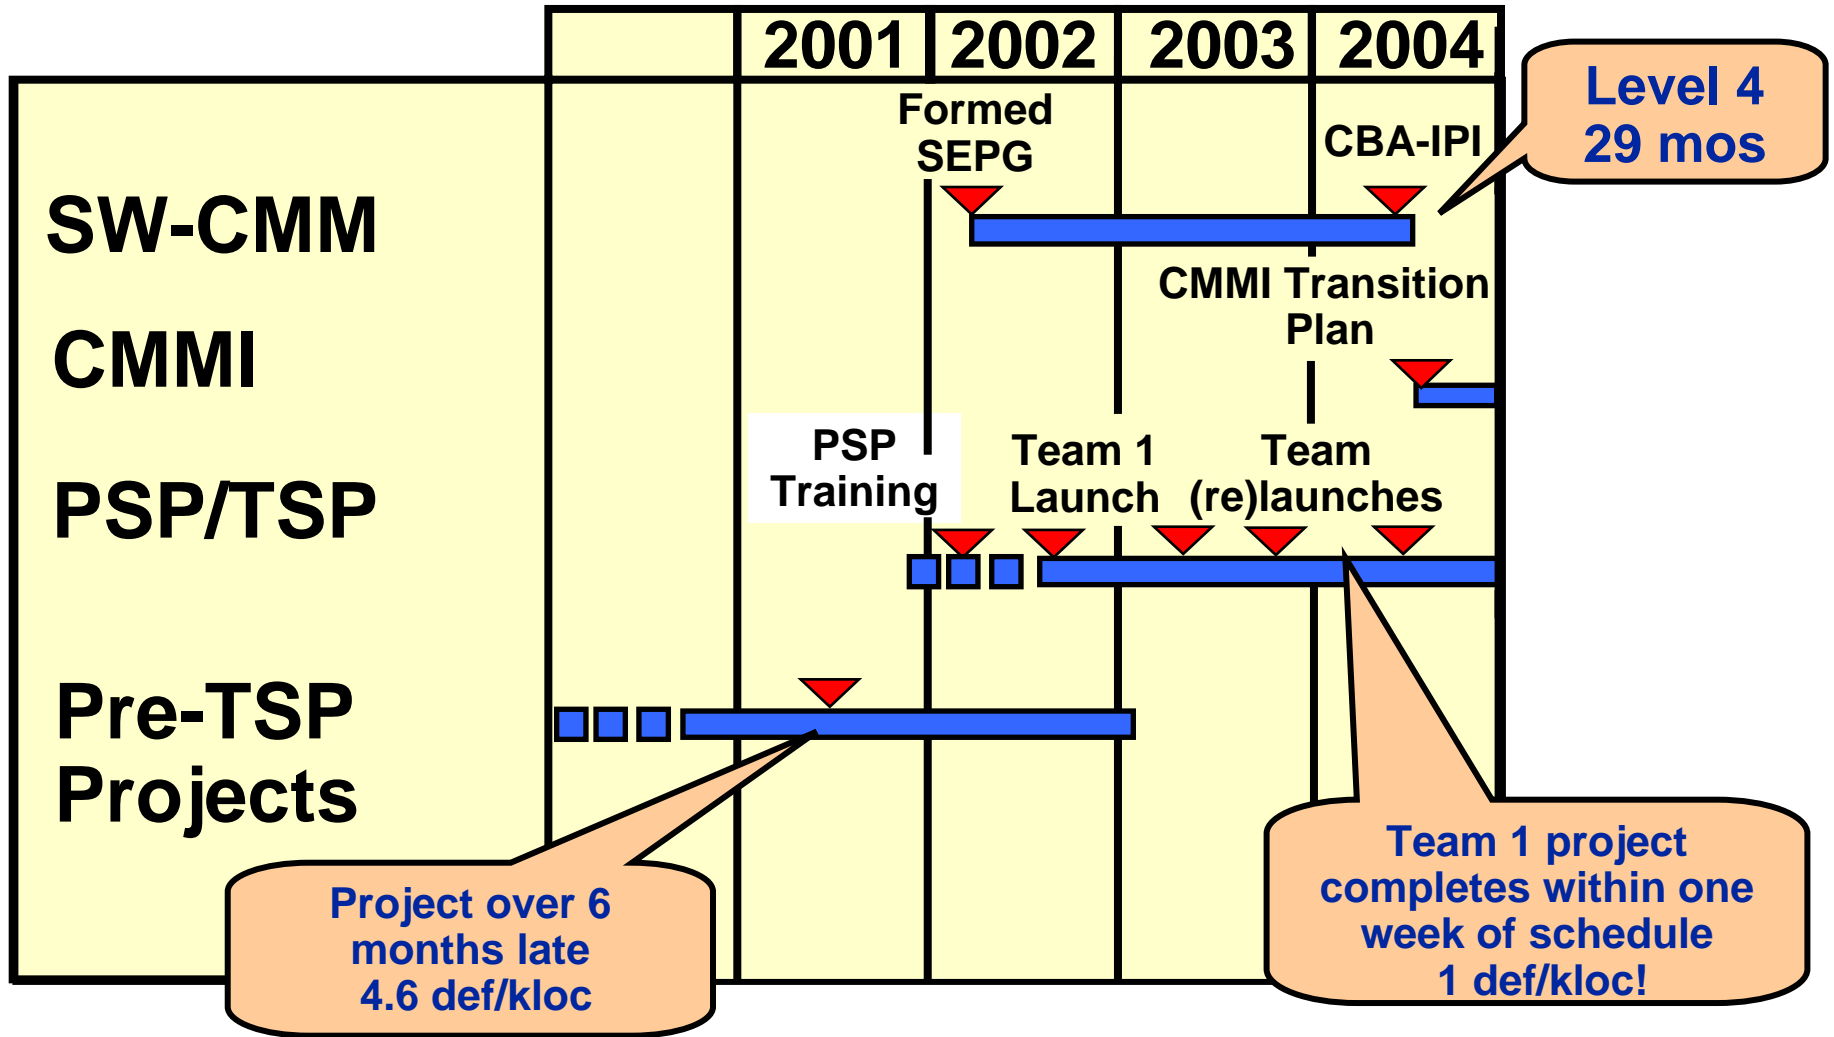 2001 2002 2003 2004
Level 4
29 mos
Formed
SEPG
CBA-IPI
SW-CMM
CMMI Transition
Plan
CMMI
PSP
Training
Team 1
Launch
Team
(re)launches
PSP/TSP
Pre-TSP
Projects
Project over 6
months late
4.6 def/kloc
Team 1 project
completes within one
week of schedule
1 def/kloc!